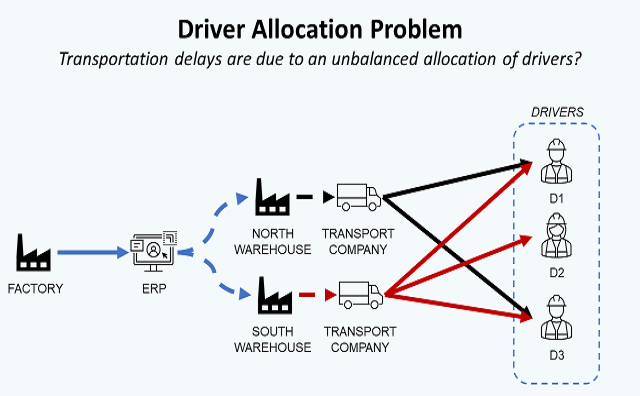 Driver Allocation Problem
Transportation delays are due to an unbalanced allocation of drivers?
DRIVERS
D1
NORTH
WAREHOUSE
TRANSPORT
COMPANY
D2
FACTORY
ERP
SOUTH
WAREHOUSE
TRANSPORT
COMPANY
D3